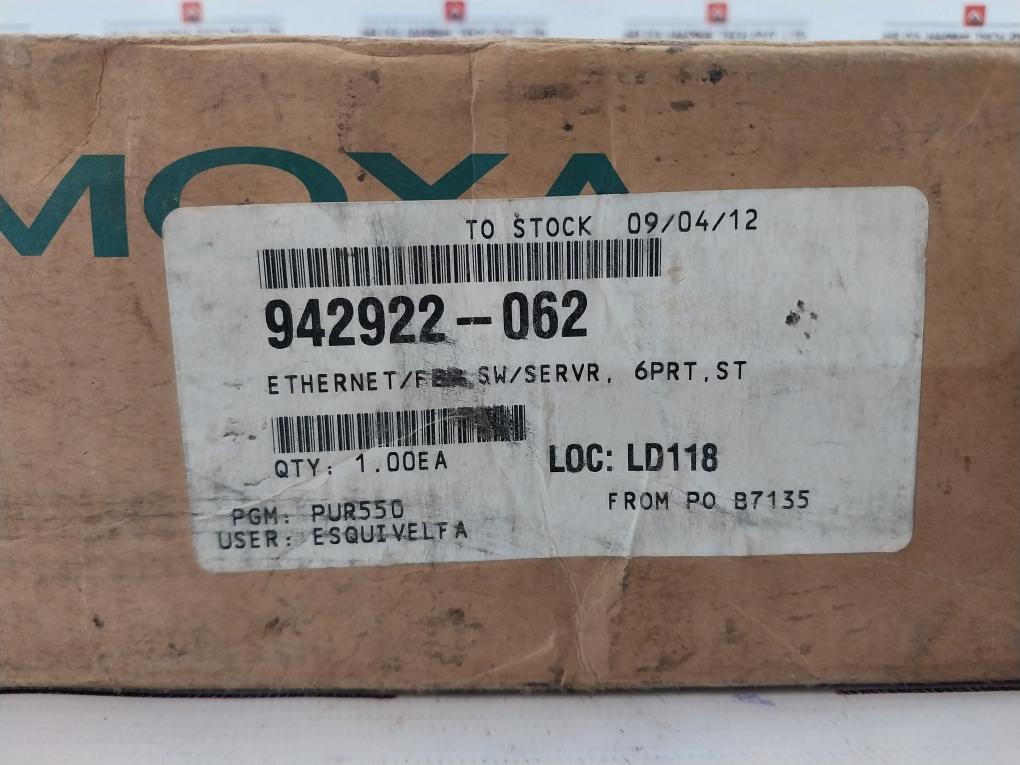 MOXA
TO STOCK 09/04/12
942922-062
ETHERNET/ SW/SERVR, 6PRT,ST
QTY: 1.00EA LOC: LD118
FROM PO B7135
PGM: PUR550
USER: ESQUIVELFA